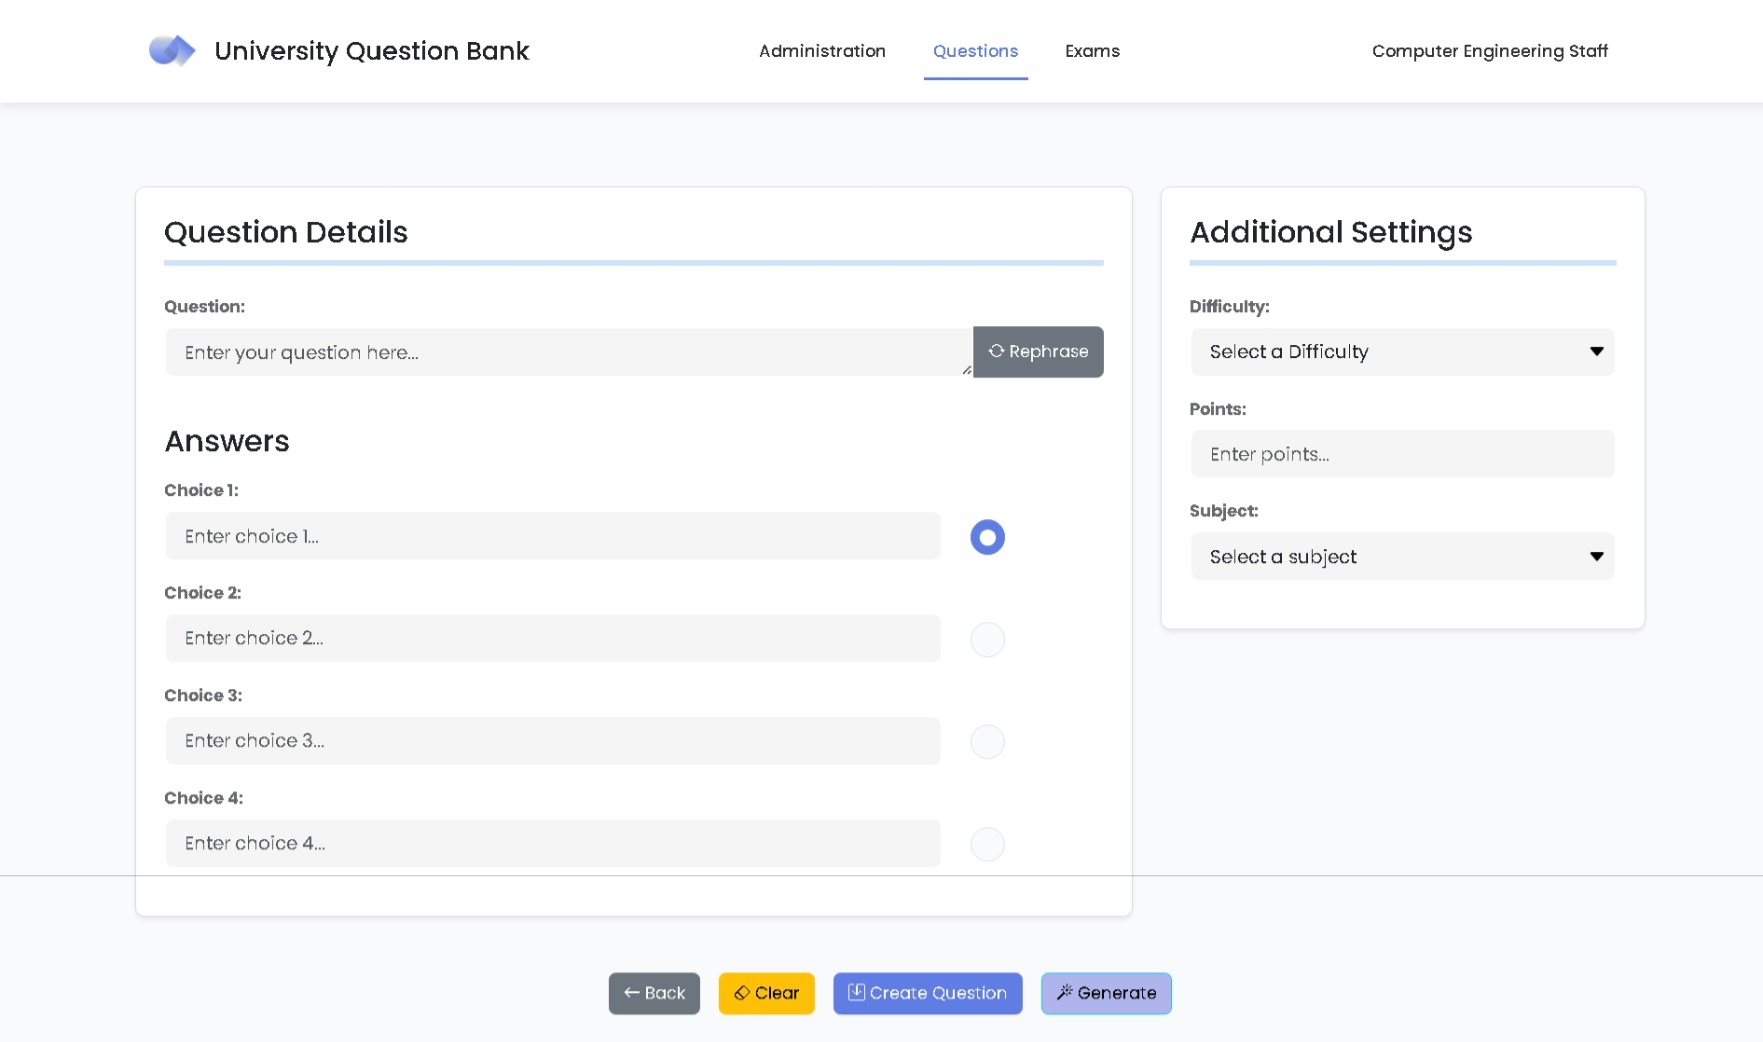 University Question Bank
Administration
Questions
Exams
Computer Engineering Staff
Question Details
Question:
Enter your question here...
Rephrase
Answers
Choice 1:
Enter choice 1...
Choice 2:
Enter choice 2...
Choice 3:
Enter choice 3...
Choice 4:
Enter choice 4...
Additional Settings
Difficulty:
Select a Difficulty
Points:
Enter points...
Subject:
Select a subject
Back
Clear
Create Question
Generate